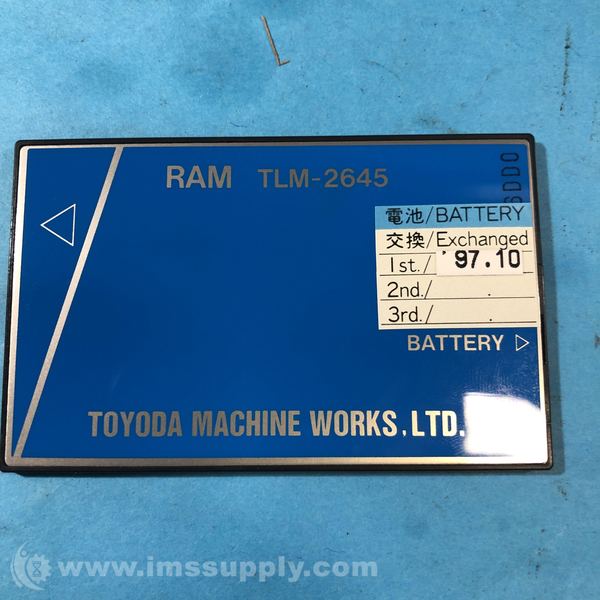 RAM TLM-2645
電池/BATTERY
交換/Exchanged
1st./ '97.10
2nd./ .
3rd./ .
BATTERY ▷
TOYODA MACHINE WORKS, LTD.
www.imssupply.com